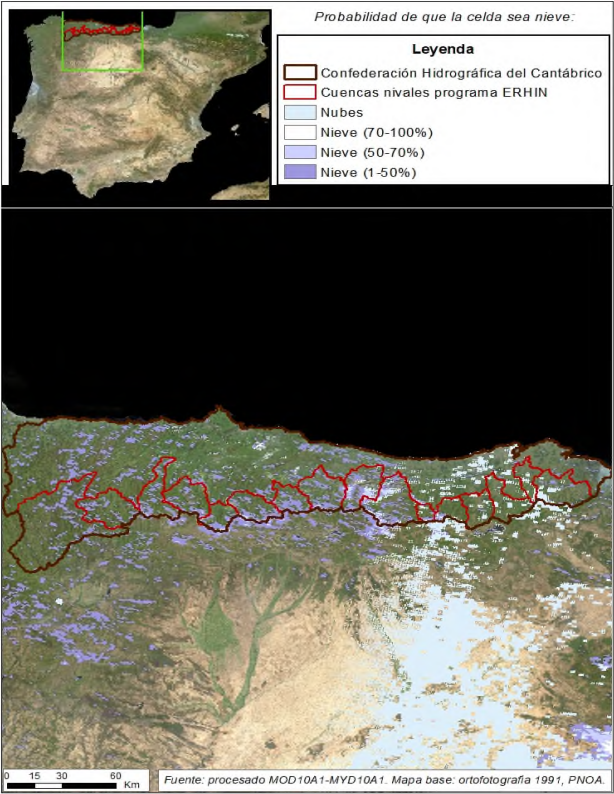 Probabilidad de que la celda sea nieve:
Leyenda
Confederación Hidrográfica del Cantábrico
Cuencas nivales programa ERHIN
Nubes
Nieve (70-100%)
Nieve (50-70%)
Nieve (1-50%)
0 15 30 60
Km
Fuente: procesado MOD10A1-MYD10A1. Mapa base: ortofotografia 1991, PNOA.